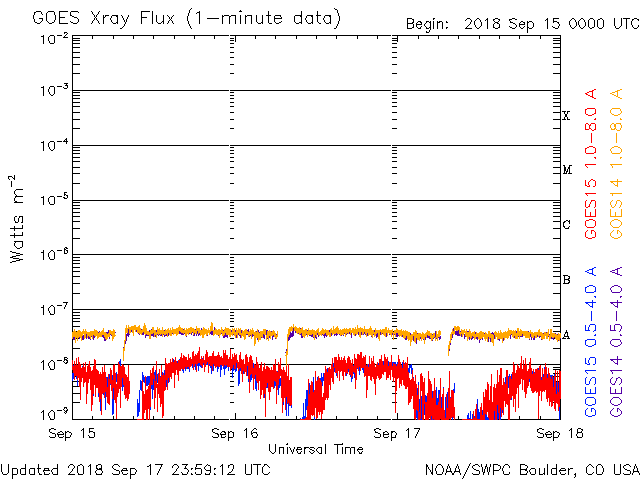 GOES Xray Flux (1-minute data)
Begin: 2018 Sep 15 0000 UTC
Watts m⁻²
10⁻²
10⁻³
10⁻⁴
10⁻⁵
10⁻⁶
10⁻⁷
10⁻⁸
10⁻⁹
X
M
C
B
A
GOES15 1.0-8.0 A
GOES14 1.0-8.0 A
GOES15 0.5-4.0 A
GOES14 0.5-4.0 A
Sep 15 Sep 16 Sep 17 Sep 18
Universal Time
Updated 2018 Sep 17 23:59:12 UTC
NOAA/SWPC Boulder, CO USA